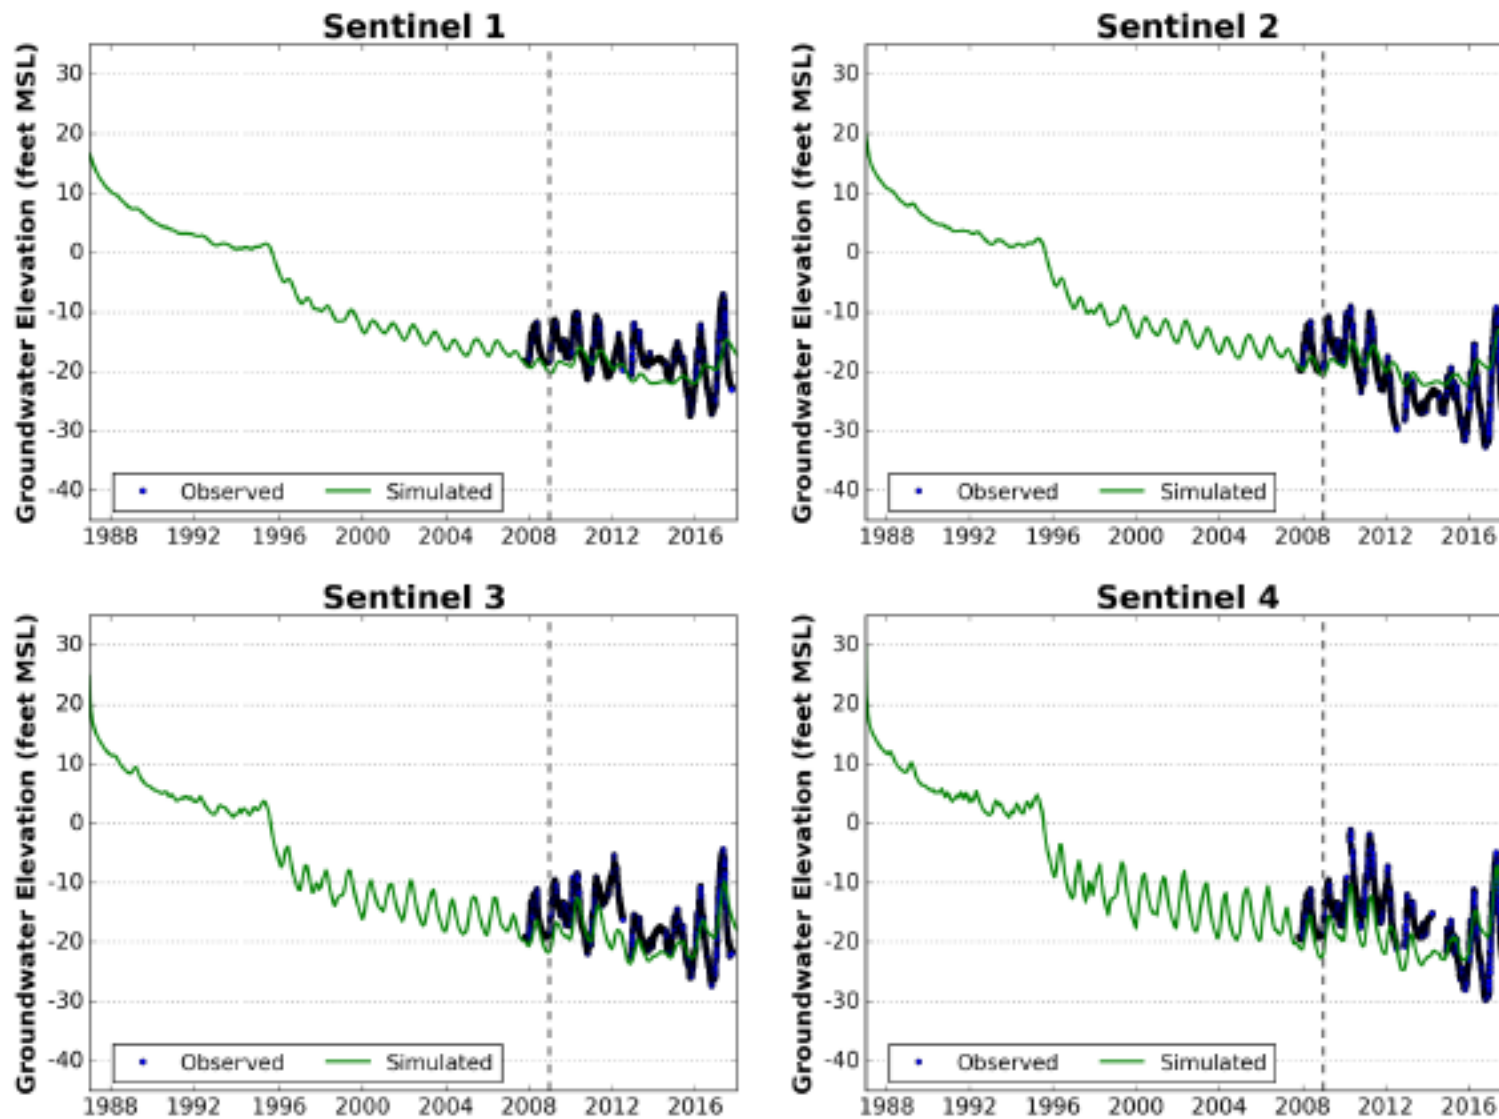 Sentinel 1
Groundwater Elevation (feet MSL)
30
20
10
0
-10
-20
-30
-40
Observed Simulated
1988 1992 1996 2000 2004 2008 2012 2016
Sentinel 2
Groundwater Elevation (feet MSL)
30
20
10
0
-10
-20
-30
-40
Observed Simulated
1988 1992 1996 2000 2004 2008 2012 2016
Sentinel 3
Groundwater Elevation (feet MSL)
30
20
10
0
-10
-20
-30
-40
Observed Simulated
1988 1992 1996 2000 2004 2008 2012 2016
Sentinel 4
Groundwater Elevation (feet MSL)
30
20
10
0
-10
-20
-30
-40
Observed Simulated
1988 1992 1996 2000 2004 2008 2012 2016